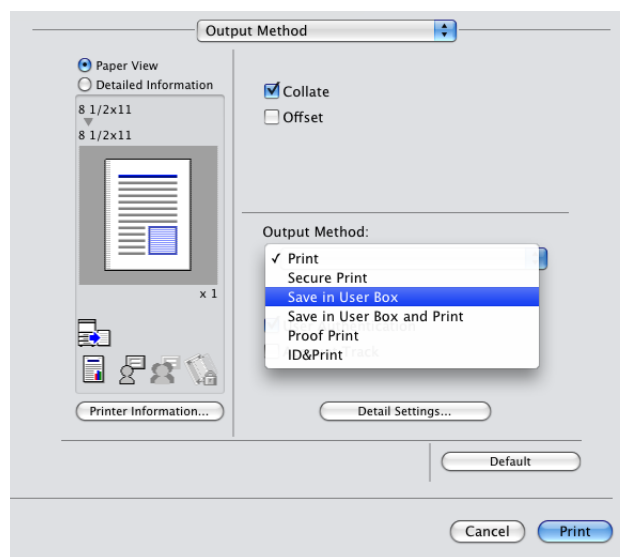 Output Method
Paper View
Detailed Information
8 1/2x11
8 1/2x11
x 1
Printer Information...
Collate
Offset
Output Method:
✓ Print
Secure Print
Save in User Box
Save in User Box and Print
Proof Print
ID&Print
Detail Settings...
Default
Cancel
Print